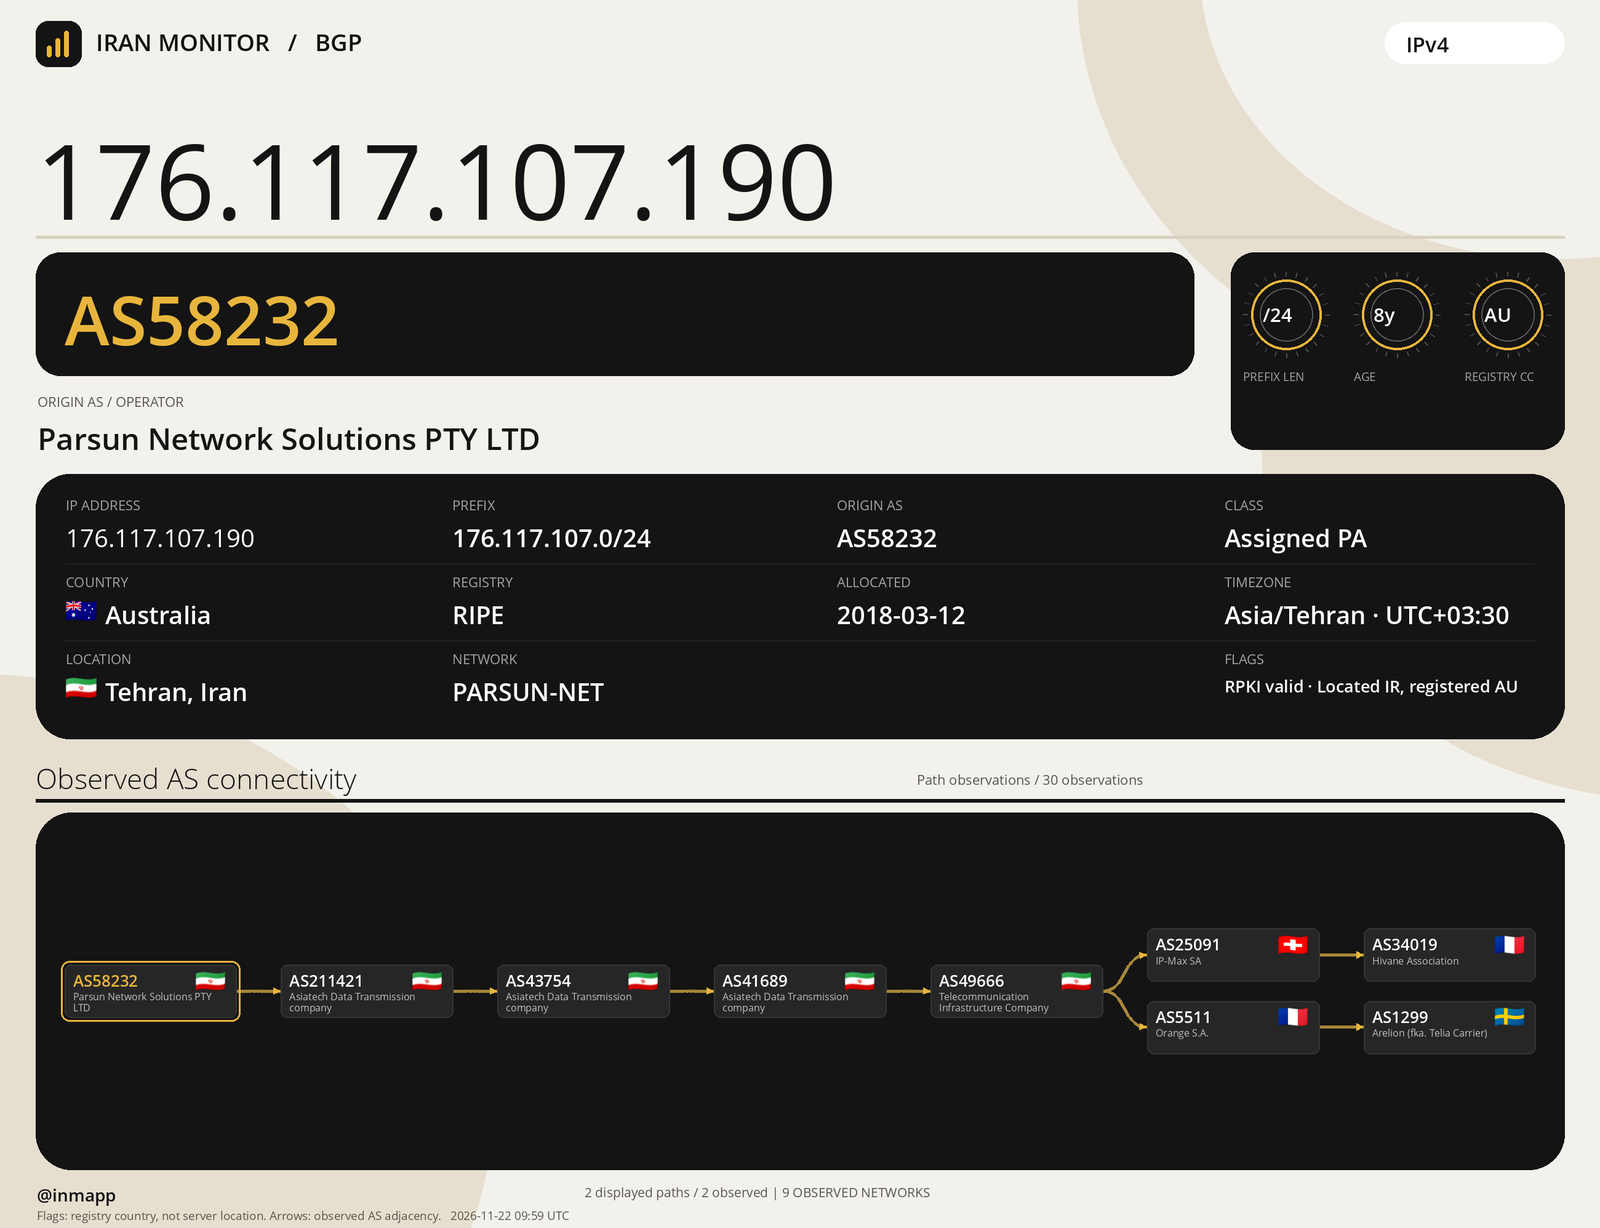 IRAN MONITOR / BGP
IPv4
176.117.107.190
AS58232
/24
8y
AU
PREFIX LEN
AGE
REGISTRY CC
ORIGIN AS / OPERATOR
Parsun Network Solutions PTY LTD
IP ADDRESS
PREFIX
ORIGIN AS
CLASS
176.117.107.190
176.117.107.0/24
AS58232
Assigned PA
COUNTRY
REGISTRY
ALLOCATED
TIMEZONE
Australia
RIPE
2018-03-12
Asia/Tehran · UTC+03:30
LOCATION
NETWORK
FLAGS
Tehran, Iran
PARSUN-NET
RPKI valid · Located IR, registered AU
Observed AS connectivity
Path observations / 30 observations
AS58232
Parsun Network Solutions PTY
LTD
AS211421
Asiatech Data Transmission
company
AS43754
Asiatech Data Transmission
company
AS41689
Asiatech Data Transmission
company
AS49666
Telecommunication
Infrastructure Company
AS25091
IP-Max SA
AS34019
Hivane Association
AS5511
Orange S.A.
AS1299
Arelion (fka. Telia Carrier)
@inmapp
2 displayed paths / 2 observed | 9 OBSERVED NETWORKS
Flags: registry country, not server location. Arrows: observed AS adjacency. 2026-11-22 09:59 UTC